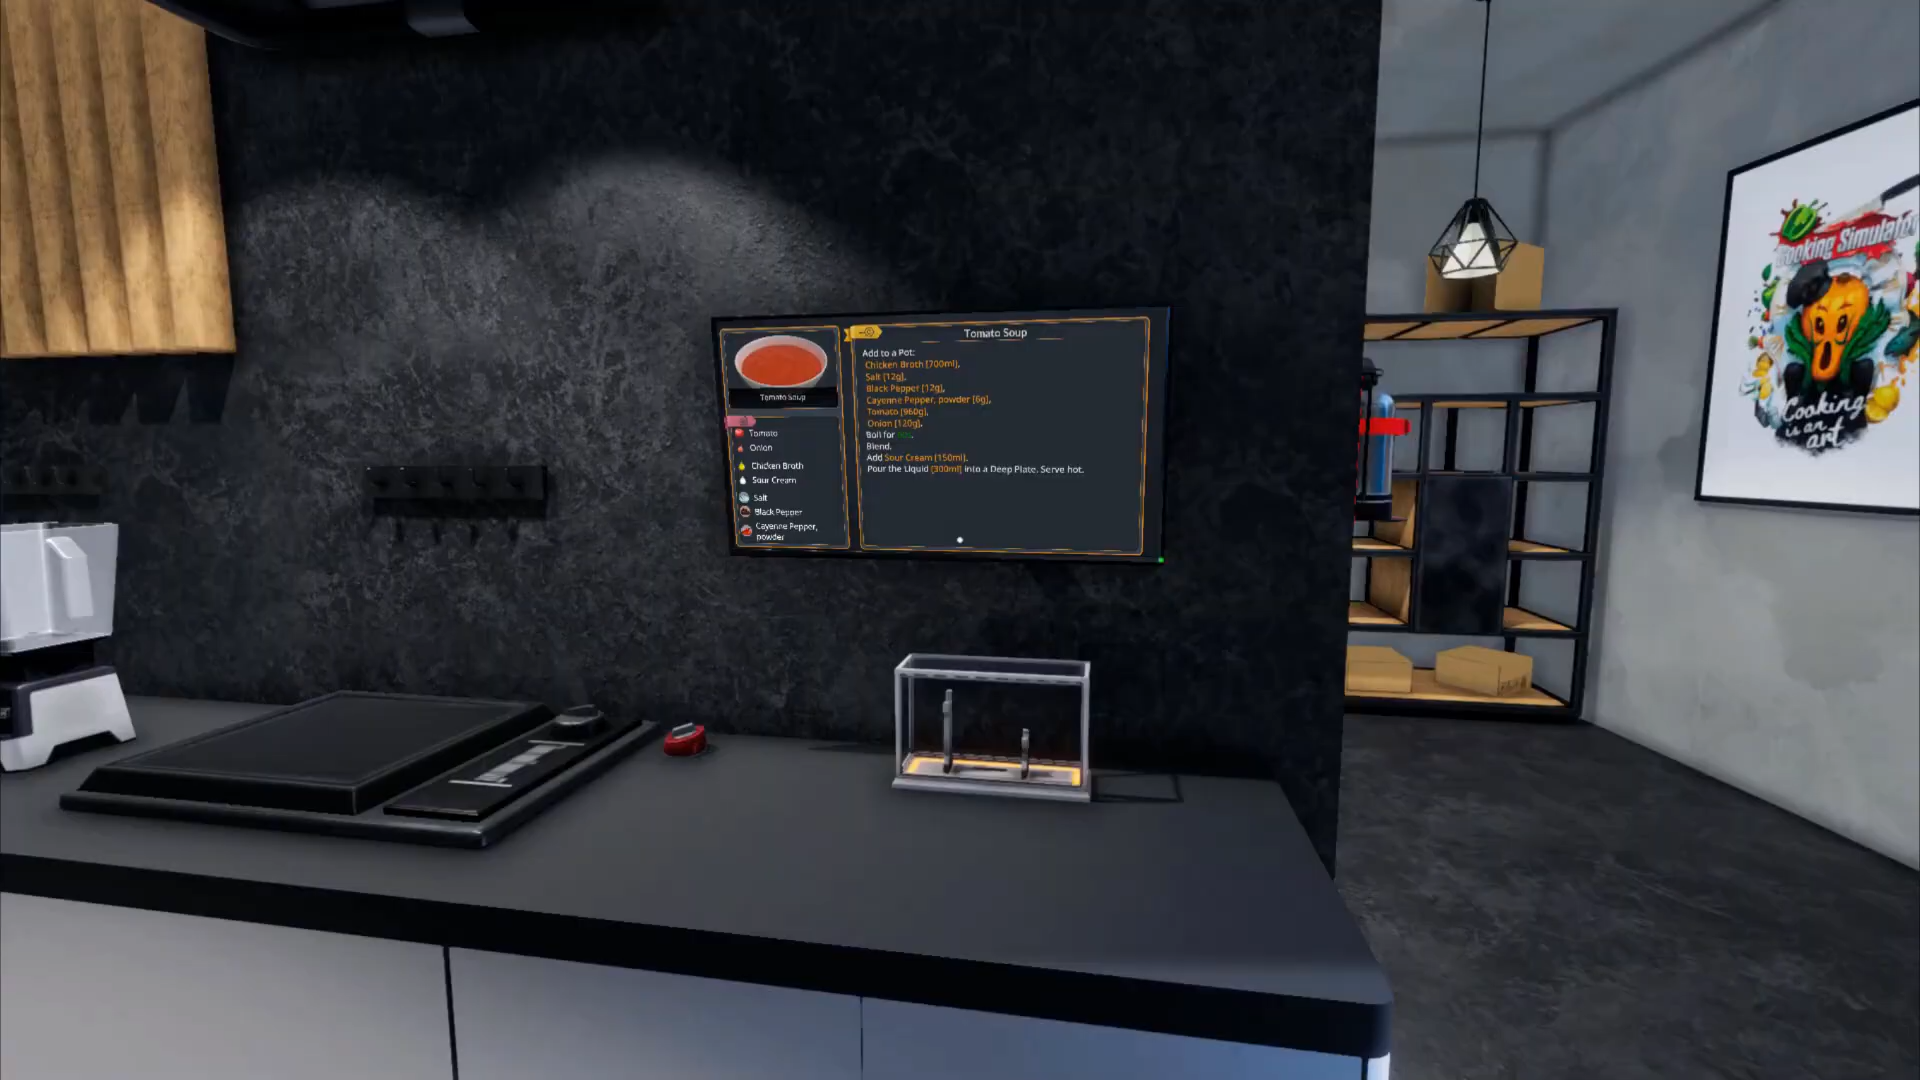 Tomato Soup
Tomato
Onion
Chicken Broth
Sour Cream
Salt
Black Pepper
Cayenne Pepper,
powder
Tomato Soup
Add to a Pot:
Chicken Broth [700ml],
Salt [12g],
Black Pepper [12g],
Cayenne Pepper, powder [6g],
Tomato [960g],
Onion [120g].
Boil for
Blend.
Add Sour Cream [150ml].
Pour the Liquid [300ml] into a Deep Plate. Serve hot.
Cooking Simulator
Cooking
is an
art